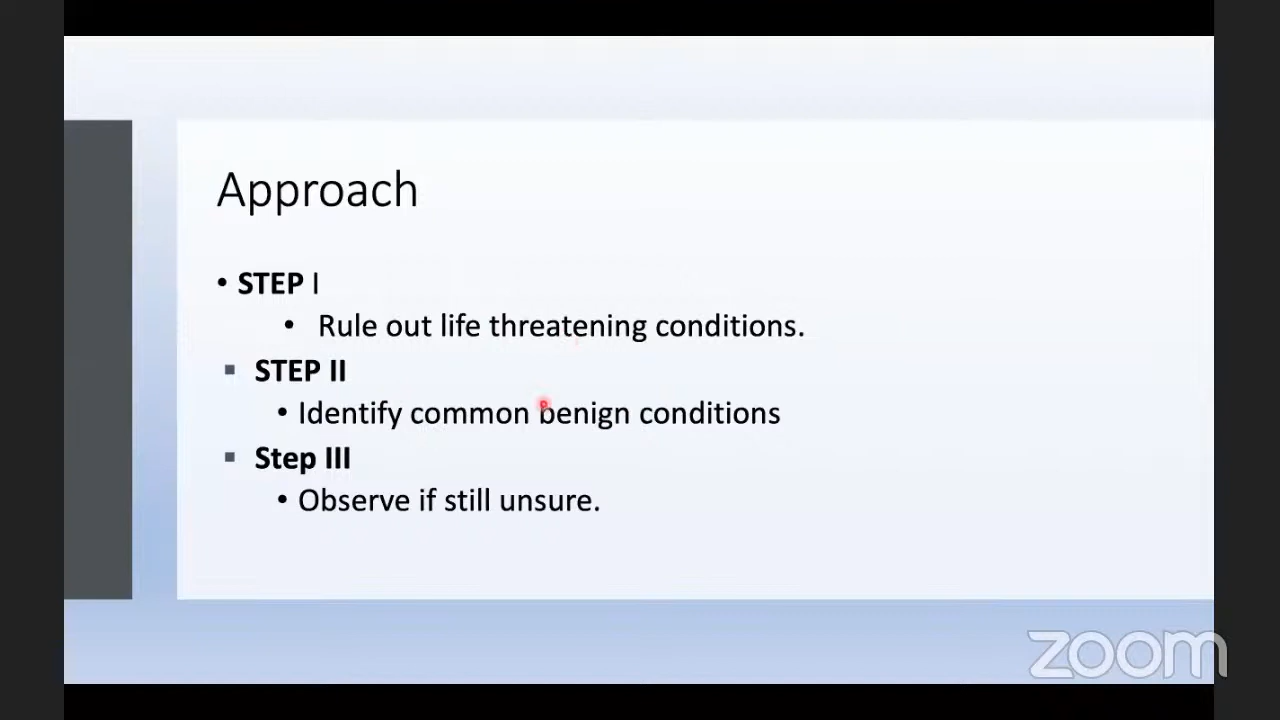 Approach
• STEP I
• Rule out life threatening conditions.
▪ STEP II
• Identify common benign conditions
▪ Step III
• Observe if still unsure.
zoom